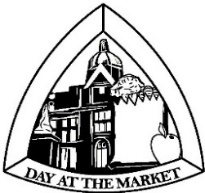 DAY AT THE MARKET